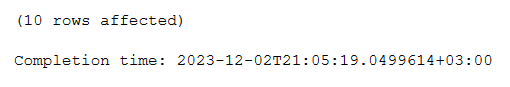 (10 rows affected)
Completion time: 2023-12-02T21:05:19.0499614+03:00